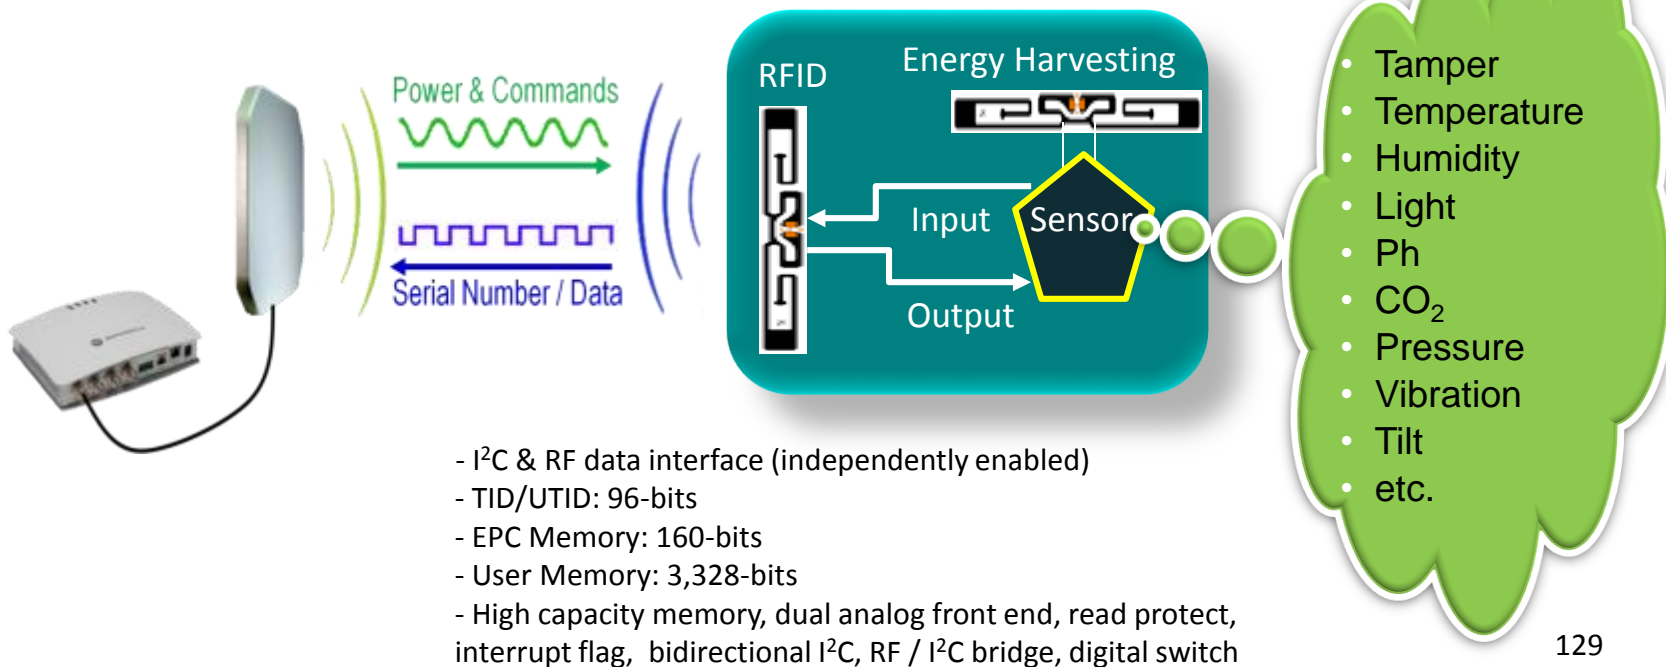 Power & Commands
Serial Number / Data
RFID
Energy Harvesting
Input
Sensor
Output
• Tamper
• Temperature
• Humidity
• Light
• Ph
• CO₂
• Pressure
• Vibration
• Tilt
• etc.
- I²C & RF data interface (independently enabled)
- TID/UTID: 96-bits
- EPC Memory: 160-bits
- User Memory: 3,328-bits
- High capacity memory, dual analog front end, read protect,
interrupt flag,  bidirectional I²C, RF / I²C bridge, digital switch
129